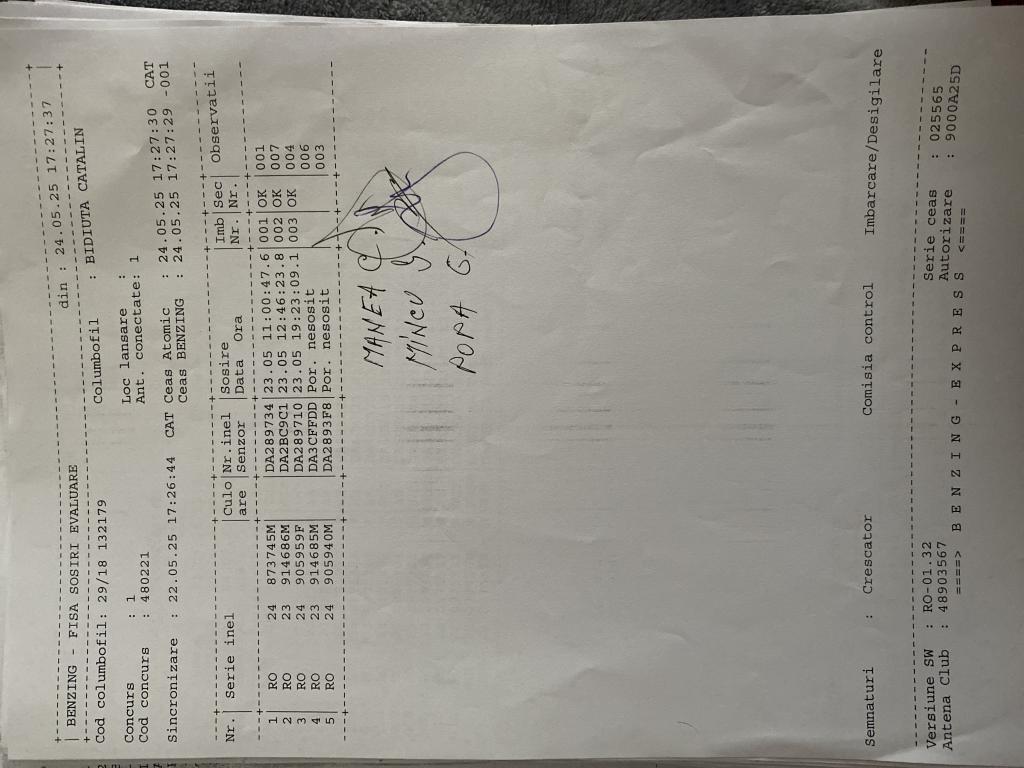 +-----------------------------------------------------------------------------+
| BENZING - FISA SOSIRI EVALUARE din : 24.05.25 17:27:37 |
+-----------------------------------------------------------------------------+
Cod columbofil: 29/18 132179 Columbofil : BIDIUTA CATALIN
Concurs : 1 Loc lansare :
Cod concurs : 480221 Ant. conectate: 1
Sincronizare : 22.05.25 17:26:44 CAT Ceas Atomic : 24.05.25 17:27:30 CAT
Ceas BENZING : 24.05.25 17:27:29 -001
Nr. | Serie inel |Culo|Nr.inel |Sosire |Imb|Sec| Observatii
are |Senzor |Data Ora |Nr.|Nr.|
1 | RO 24 873745M | |DA289734|23.05 11:00:47.6|001|OK | 001
2 | RO 23 914686M | |DA2BC9C1|23.05 12:46:23.8|002|OK | 007
3 | RO 24 905959F | |DA289710|23.05 19:23:09.1|003|OK | 004
4 | RO 23 914685M | |DA3CFFDD|Por. nesosit | | | 006
5 | RO 24 905940M | |DA2893F8|Por. nesosit | | | 003
MANEA
MINCU
POPA G.
Semnaturi : Crescator Comisia control Imbarcare/Desigilare
Versiune SW : RO-01.32 Serie ceas : 025565
Antena Club : 48903567 Autorizare : 9000A25D
====> B E N Z I N G - E X P R E S S <====